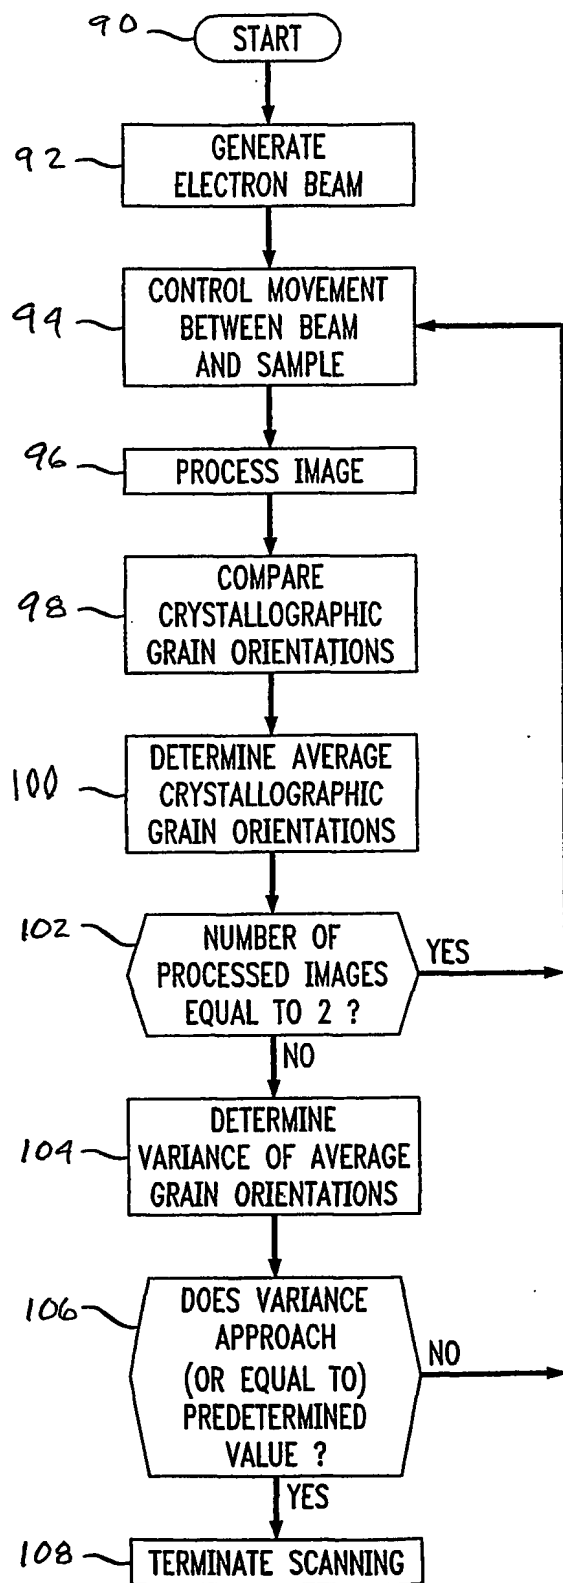 90
START
92
GENERATE
ELECTRON BEAM
94
CONTROL MOVEMENT
BETWEEN BEAM
AND SAMPLE
96
PROCESS IMAGE
98
COMPARE
CRYSTALLOGRAPHIC
GRAIN ORIENTATIONS
100
DETERMINE AVERAGE
CRYSTALLOGRAPHIC
GRAIN ORIENTATIONS
102
NUMBER OF
PROCESSED IMAGES
EQUAL TO 2 ?
YES
NO
104
DETERMINE
VARIANCE OF AVERAGE
GRAIN ORIENTATIONS
106
DOES VARIANCE
APPROACH
(OR EQUAL TO)
PREDETERMINED
VALUE ?
NO
YES
108
TERMINATE SCANNING